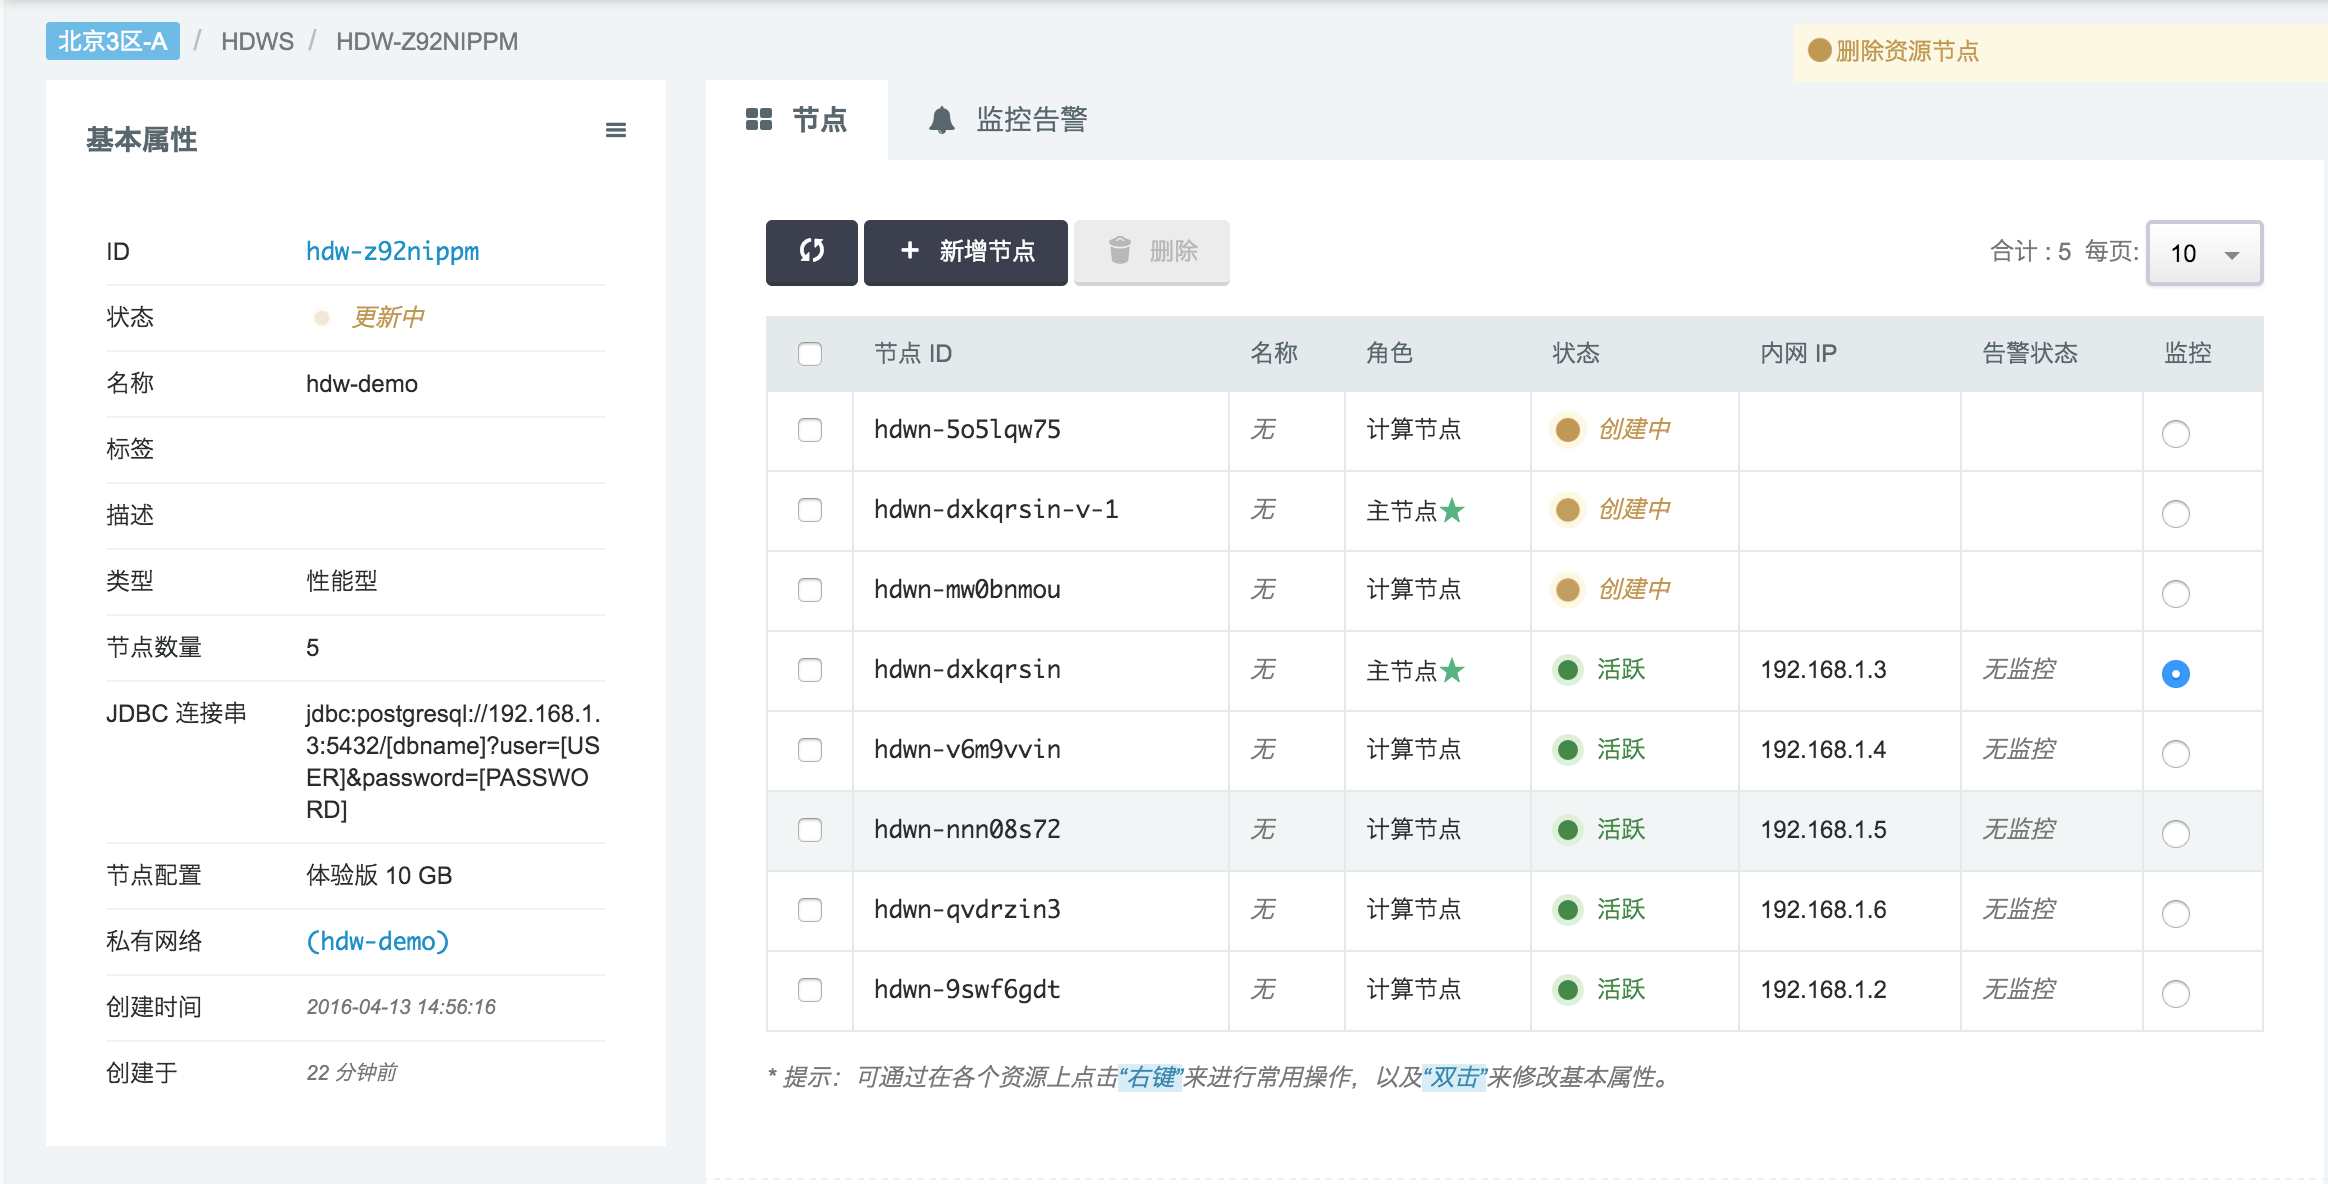 北京3区-A / HDWS / HDW-Z92NIPPM
删除资源节点
基本属性
ID hdw-z92nippm
状态 更新中
名称 hdw-demo
标签
描述
类型 性能型
节点数量 5
JDBC 连接串 jdbc:postgresql://192.168.1.
3:5432/[dbname]?user=[US
ER]&password=[PASSWO
RD]
节点配置 体验版 10 GB
私有网络 (hdw-demo)
创建时间 2016-04-13 14:56:16
创建于 22 分钟前
节点 监控告警
+ 新增节点 删除 合计 : 5 每页: 10
节点 ID 名称 角色 状态 内网 IP 告警状态 监控
hdwn-5o5lqw75 无 计算节点 创建中
hdwn-dxkqrsin-v-1 无 主节点★ 创建中
hdwn-mw0bnmou 无 计算节点 创建中
hdwn-dxkqrsin 无 主节点★ 活跃 192.168.1.3 无监控
hdwn-v6m9vvin 无 计算节点 活跃 192.168.1.4 无监控
hdwn-nnn08s72 无 计算节点 活跃 192.168.1.5 无监控
hdwn-qvdrzin3 无 计算节点 活跃 192.168.1.6 无监控
hdwn-9swf6gdt 无 计算节点 活跃 192.168.1.2 无监控
* 提示：可通过在各个资源上点击“右键”来进行常用操作，以及“双击”来修改基本属性。